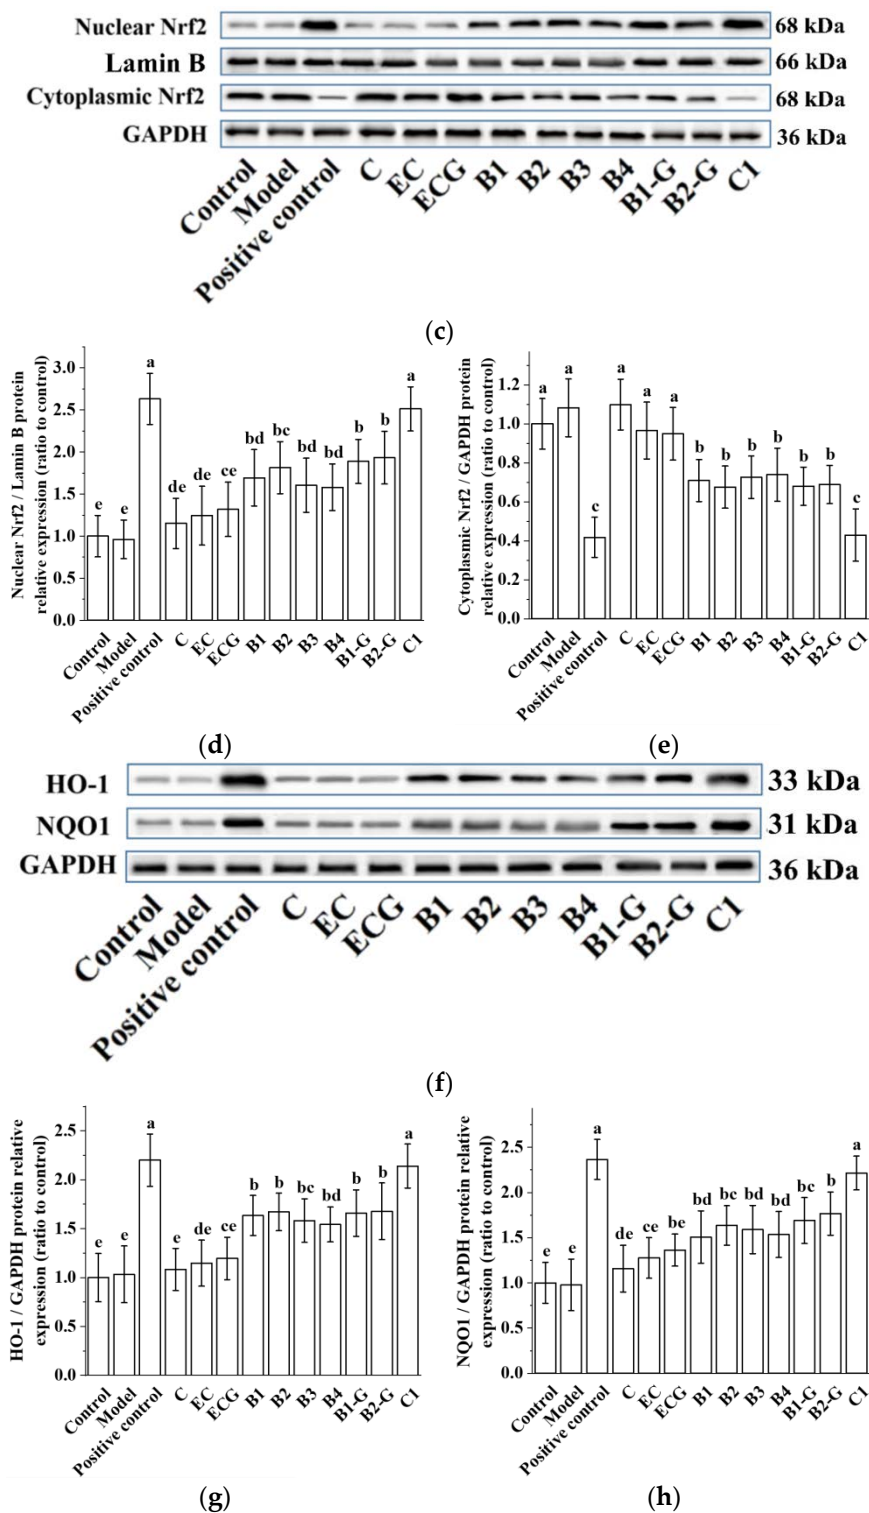 Nuclear Nrf2 68 kDa
Lamin B 66 kDa
Cytoplasmic Nrf2 68 kDa
GAPDH 36 kDa
Control Model Positive control C EC ECG B1 B2 B3 B4 B1-G B2-G C1
(c)
Nuclear Nrf2 / Lamin B protein
relative expression (ratio to control)
3.0
2.5
2.0
1.5
1.0
0.5
0.0
e e a de de ce bd bc bd bd b b a
Control Model Positive control C EC ECG B1 B2 B3 B4 B1-G B2-G C1
(d)
Cytoplasmic Nrf2 / GAPDH protein
relative expression (ratio to control)
1.2
1.0
0.8
0.6
0.4
0.2
0.0
a a c a a a b b b b b b c
Control Model Positive control C EC ECG B1 B2 B3 B4 B1-G B2-G C1
(e)
HO-1 33 kDa
NQO1 31 kDa
GAPDH 36 kDa
Control Model Positive control C EC ECG B1 B2 B3 B4 B1-G B2-G C1
(f)
HO-1 / GAPDH protein relative
expression (ratio to control)
2.5
2.0
1.5
1.0
0.5
0.0
e e a e de ce b b bc bd b b a
Control Model Positive control C EC ECG B1 B2 B3 B4 B1-G B2-G C1
(g)
NQO1 / GAPDH protein relative
expression (ratio to control)
2.5
2.0
1.5
1.0
0.5
0.0
e e a de ce be bd bc bc bd bc b a
Control Model Positive control C EC ECG B1 B2 B3 B4 B1-G B2-G C1
(h)